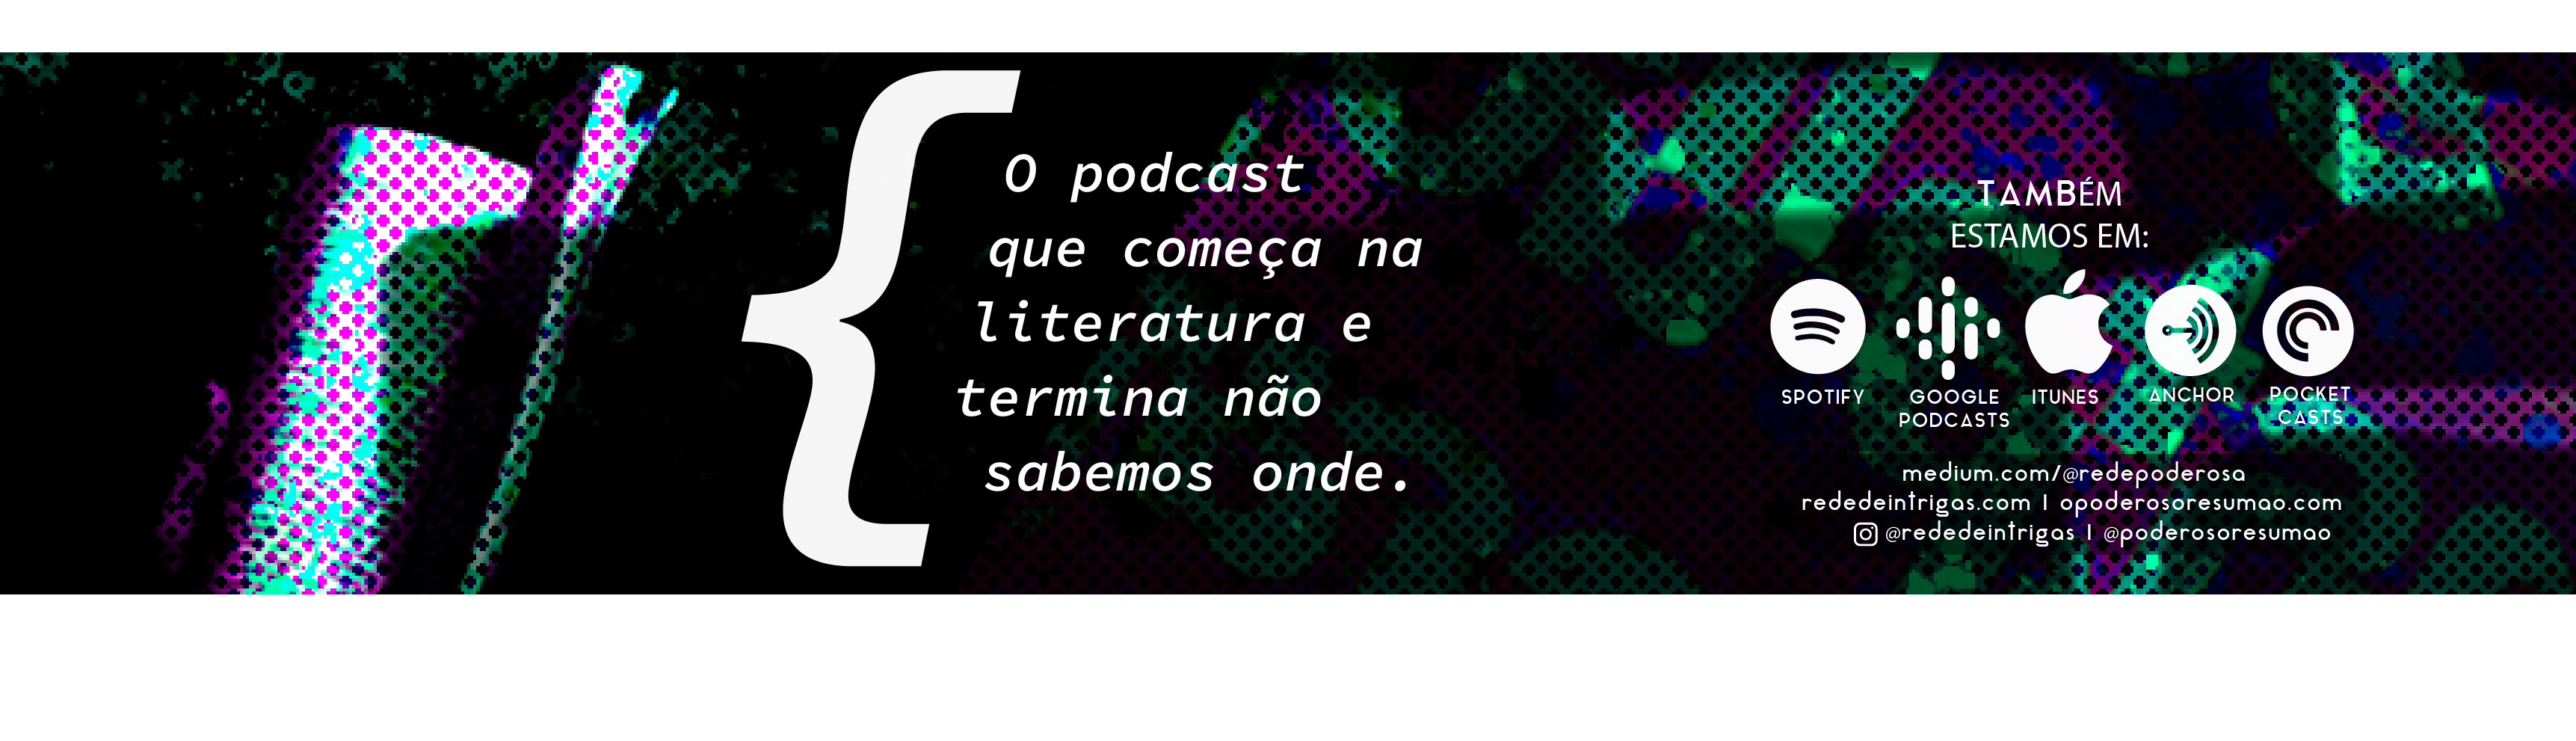 {
O podcast
que começa na
literatura e
termina não
sabemos onde.
TAMBÉM
ESTAMOS EM:
SPOTIFY GOOGLE PODCASTS ITUNES ANCHOR POCKET CASTS
medium.com/@redepoderosa
rededeintrigas.com | opoderosoresumao.com
@rededeintrigas | @poderosoresumao